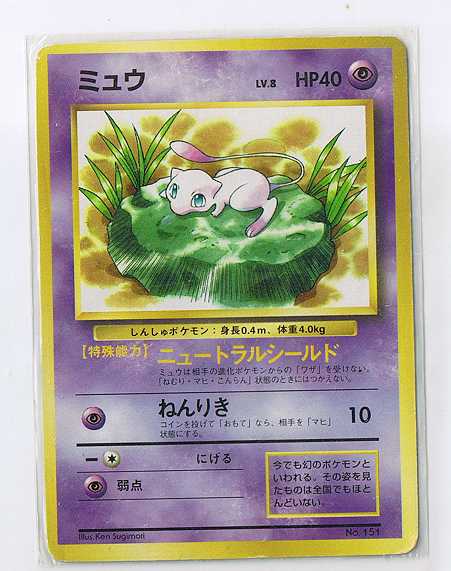 ミュウ LV.8 HP40
しんしゅポケモン:身長0.4m、体重4.0kg
【特殊能力】ニュートラルシールド
ミュウは相手の進化ポケモンからの「ワザ」を受けない。
「ねむり・マヒ・こんらん」状態のときにはつかえない。
ねんりき 10
コインを投げて「おもて」なら、相手を「マヒ」
状態にする。
にげる
弱点
今でも幻のポケモンと
いわれる。その姿を見
たものは全国でもほと
んどいない。
Illus.Ken Sugimori
No.151